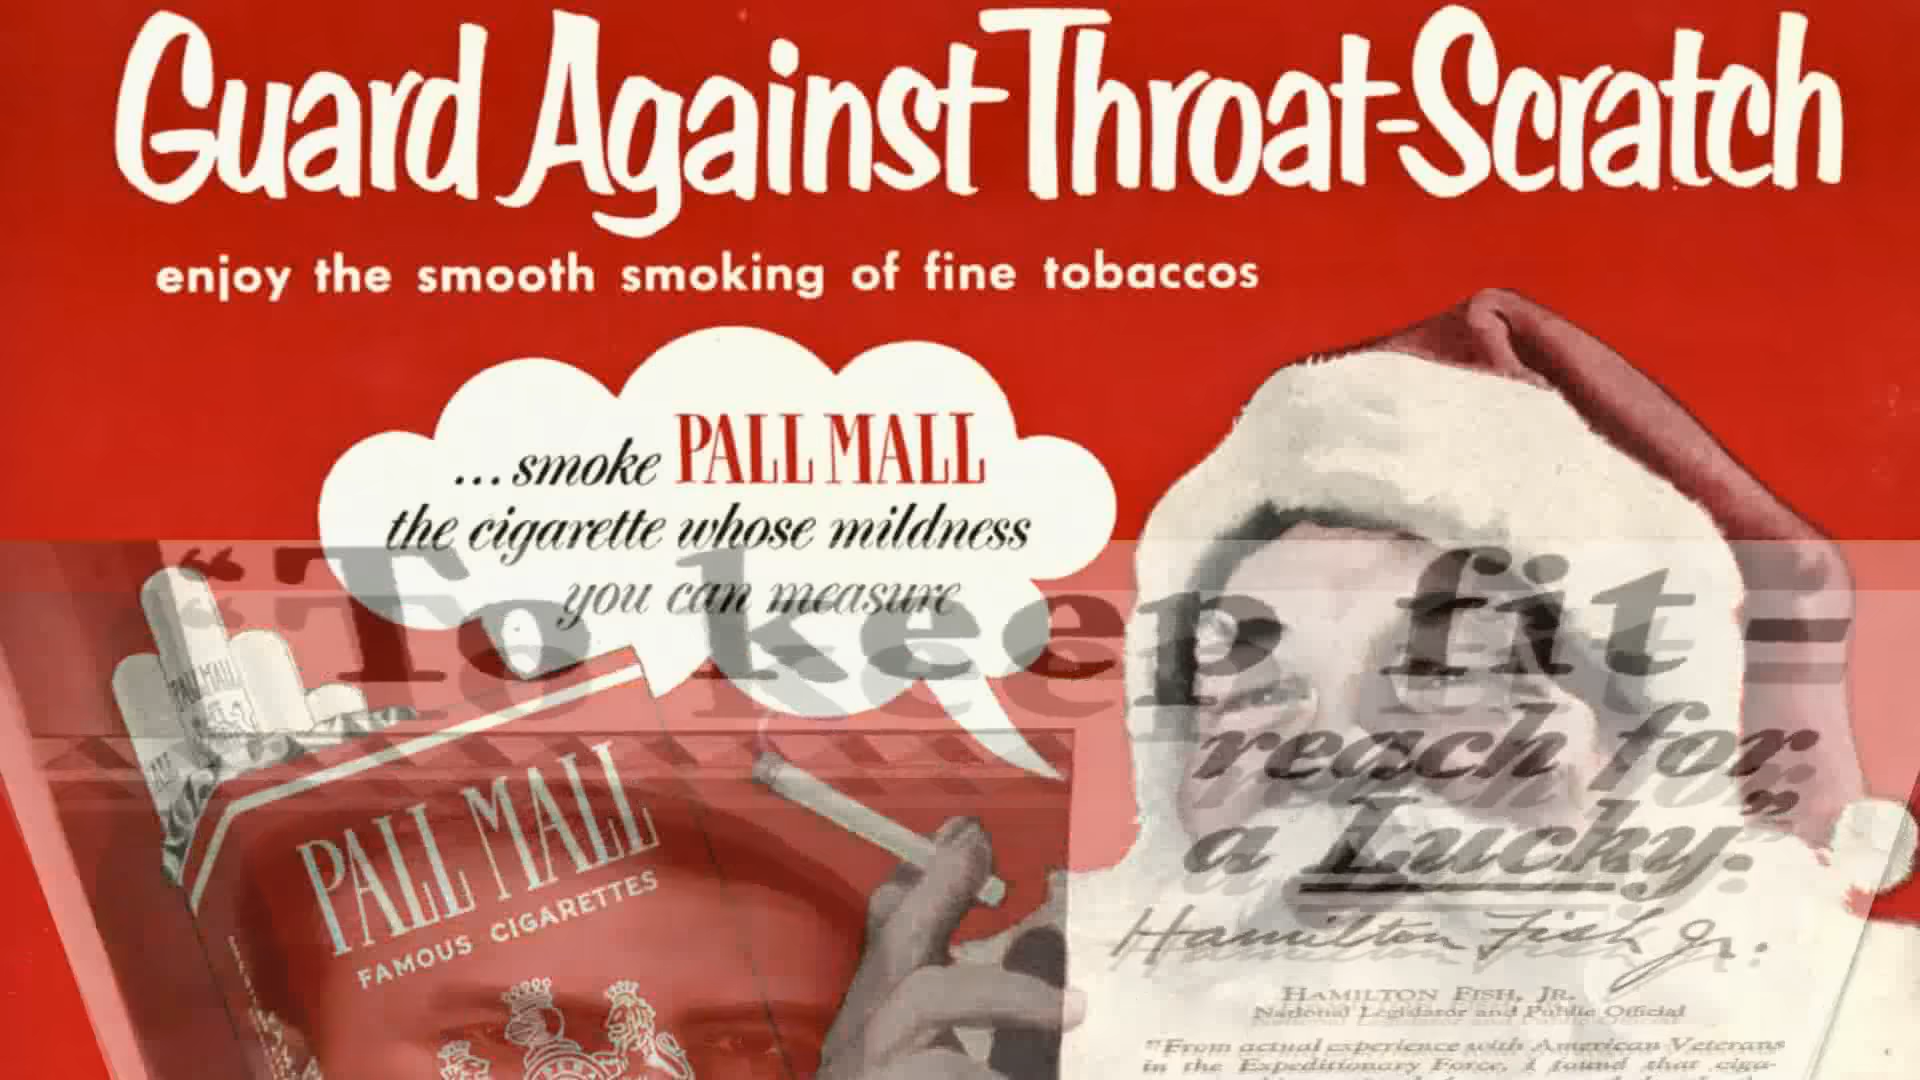 Guard Against Throat-Scratch
enjoy the smooth smoking of fine tobaccos
...smoke PALL MALL
the cigarette whose mildness
you can measure
“To keep fit=
reach for
a Lucky.”
Hamilton Fish Jr.
HAMILTON FISH, JR.
National Legislator and Public Official
"From actual experience with American Veterans
in the Expeditionary Force, I found that ciga-
PALL MALL
PALL MALL
FAMOUS CIGARETTES